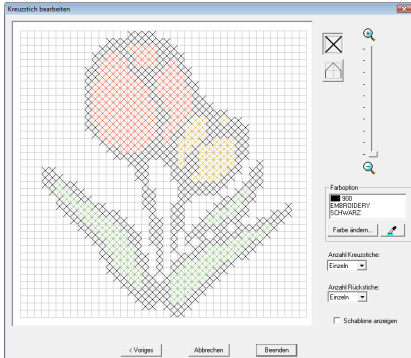 Kreuzstich bearbeiten
Farboption
900
EMBROIDERY
SCHWARZ
Farbe ändern...
Anzahl Kreuzstiche:
Einzeln
Anzahl Rückstiche:
Einzeln
Schablone anzeigen
< Voriges
Abbrechen
Beenden